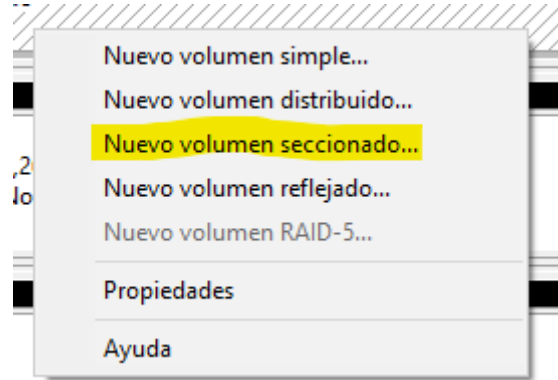 Nuevo volumen simple...
Nuevo volumen distribuido...
Nuevo volumen seccionado...
Nuevo volumen reflejado...
Nuevo volumen RAID-5...
Propiedades
Ayuda